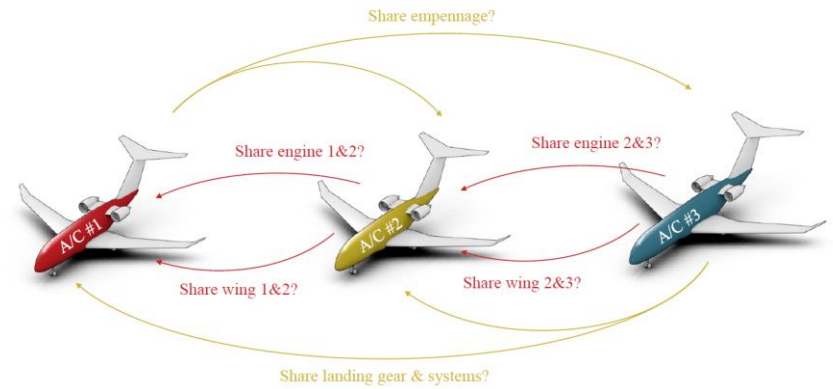 Share empennage?
Share engine 1&2?
Share engine 2&3?
A/C #1
A/C #2
A/C #3
Share wing 1&2?
Share wing 2&3?
Share landing gear & systems?